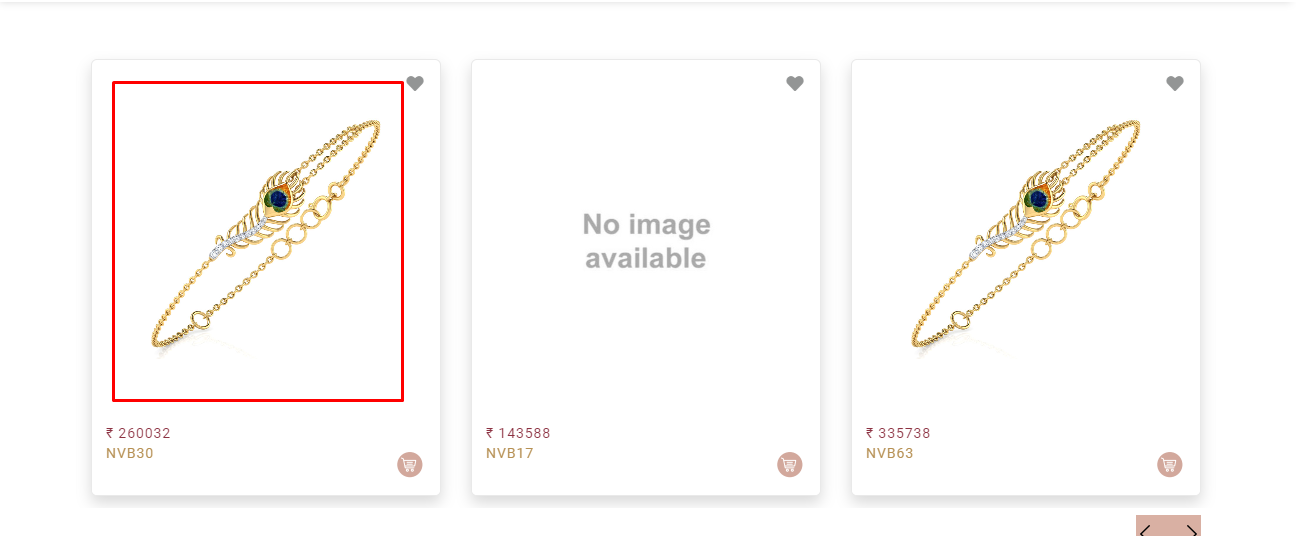 No image
available
₹ 260032
NVB30
₹ 143588
NVB17
₹ 335738
NVB63